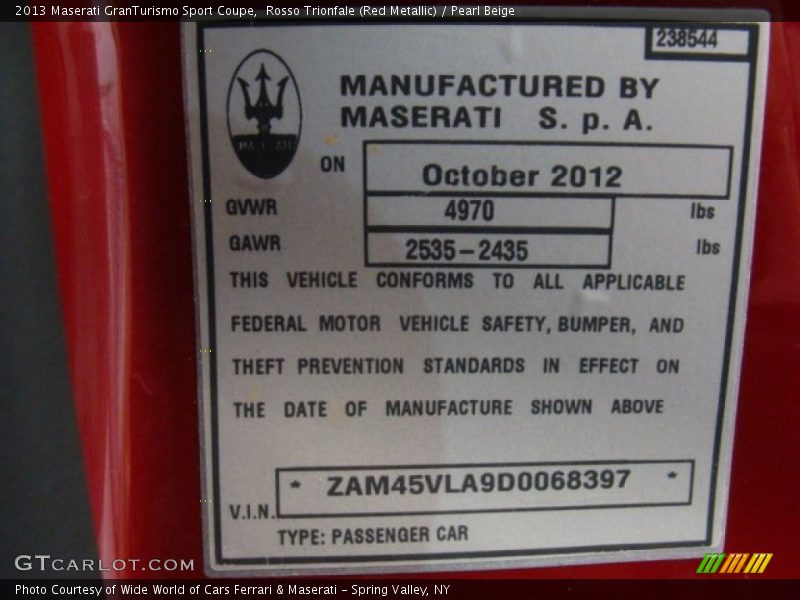 2013 Maserati GranTurismo Sport Coupe,  Rosso Trionfale (Red Metallic) / Pearl Beige
238544
MANUFACTURED BY
MASERATI S. p. A.
ON October 2012
GVWR 4970 lbs
GAWR 2535-2435 lbs
THIS VEHICLE CONFORMS TO ALL APPLICABLE
FEDERAL MOTOR VEHICLE SAFETY, BUMPER, AND
THEFT PREVENTION STANDARDS IN EFFECT ON
THE DATE OF MANUFACTURE SHOWN ABOVE
V.I.N. * ZAM45VLA9D0068397 *
TYPE: PASSENGER CAR
GTCARLOT.COM
Photo Courtesy of Wide World of Cars Ferrari & Maserati - Spring Valley, NY